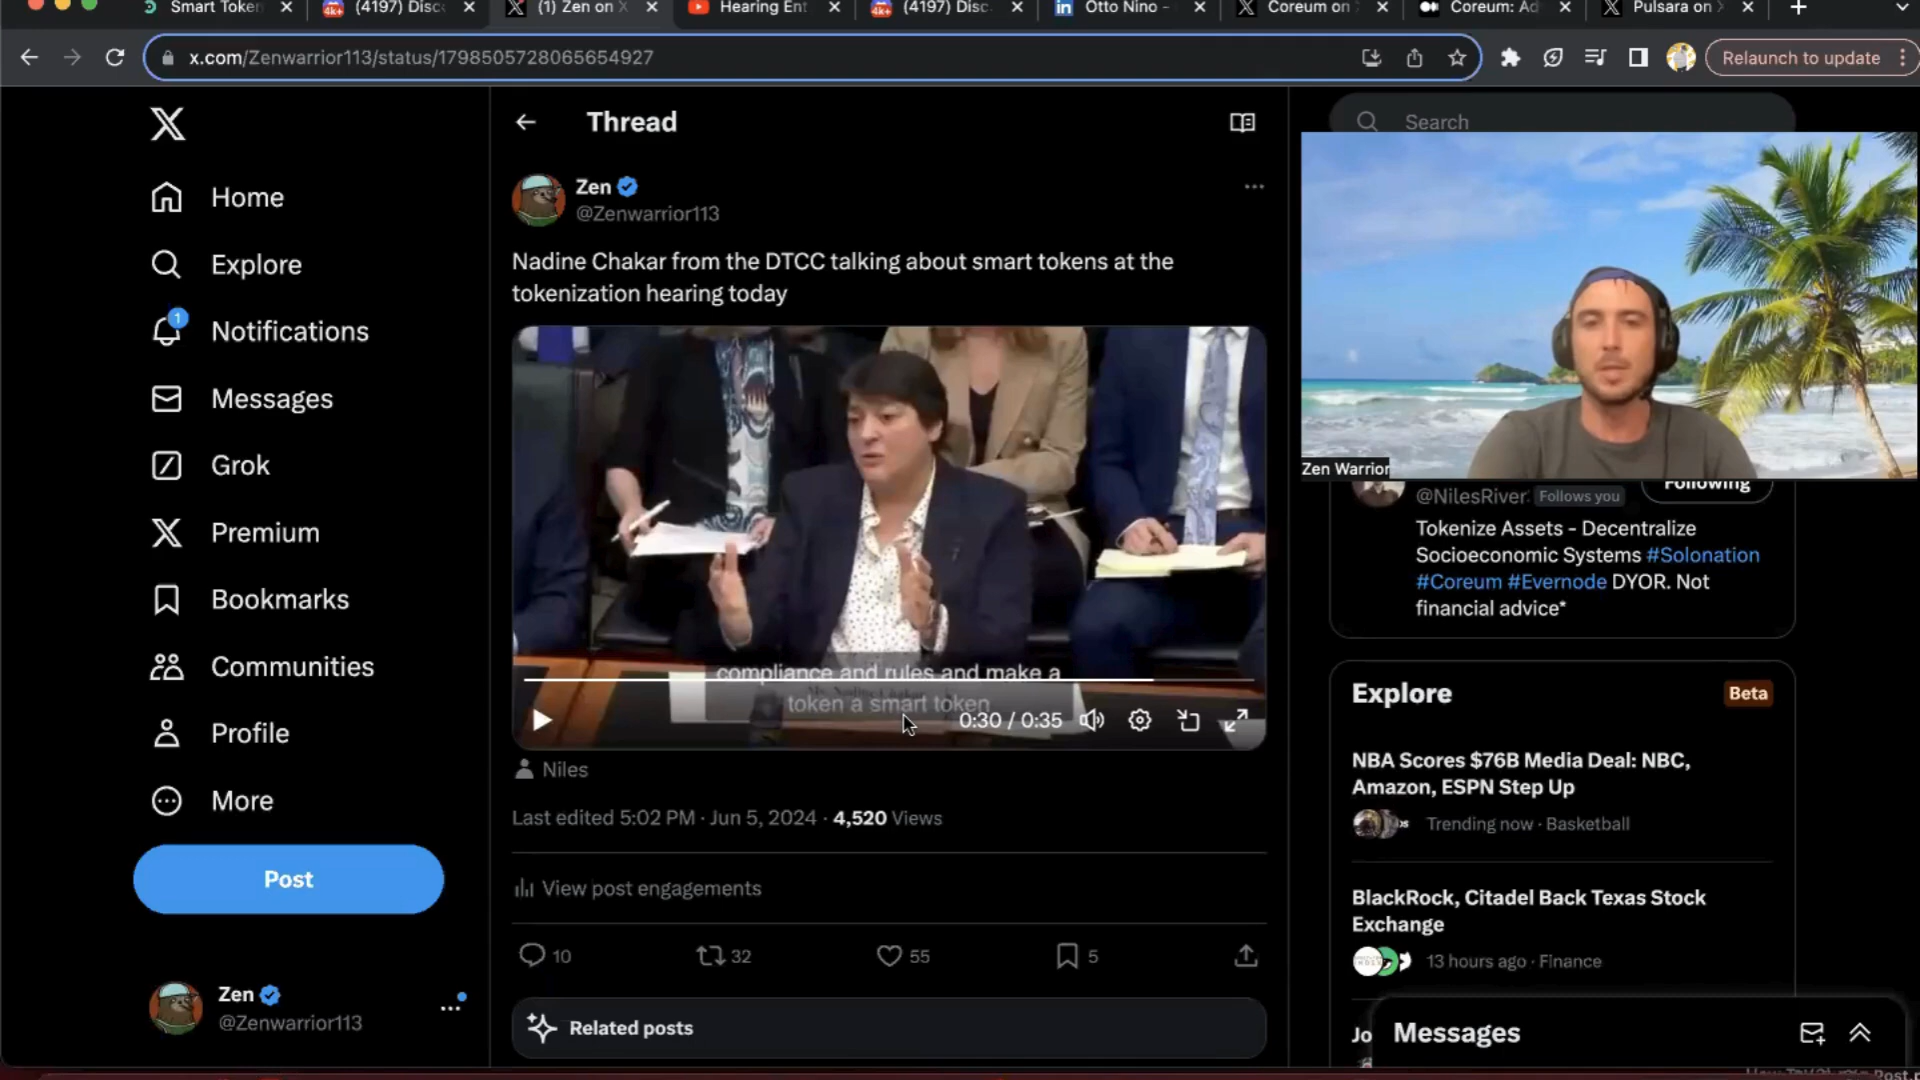 Smart Token
(4197) Disc
(1) Zen on X
Hearing Ent
(4197) Disc
Otto Nino -
Coreum on
Coreum: Ad
Pulsara on X
x.com/Zenwarrior113/status/1798505728065654927
Relaunch to update
Home
Explore
1
Notifications
Messages
Grok
Premium
Bookmarks
Communities
Profile
More
Post
Zen
@Zenwarrior113
Thread
Zen
@Zenwarrior113
Nadine Chakar from the DTCC talking about smart tokens at the
tokenization hearing today
compliance and rules and make a
token a smart token
0:30 / 0:35
Niles
Last edited 5:02 PM · Jun 5, 2024 · 4,520 Views
View post engagements
10
32
55
5
Related posts
Search
Zen Warrior
@NilesRiver
Follows you
Following
Tokenize Assets - Decentralize
Socioeconomic Systems #Solonation
#Coreum #Evernode DYOR. Not
financial advice*
Explore
Beta
NBA Scores $76B Media Deal: NBC,
Amazon, ESPN Step Up
Trending now · Basketball
BlackRock, Citadel Back Texas Stock
Exchange
13 hours ago · Finance
Jo
Messages